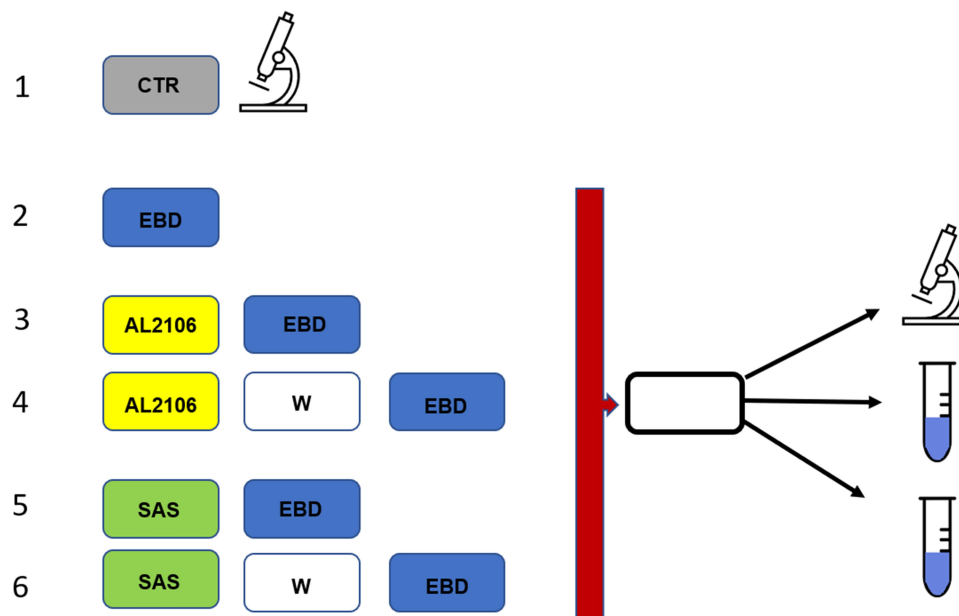 1 CTR
2 EBD
3 AL2106 EBD
4 AL2106 W EBD
5 SAS EBD
6 SAS W EBD